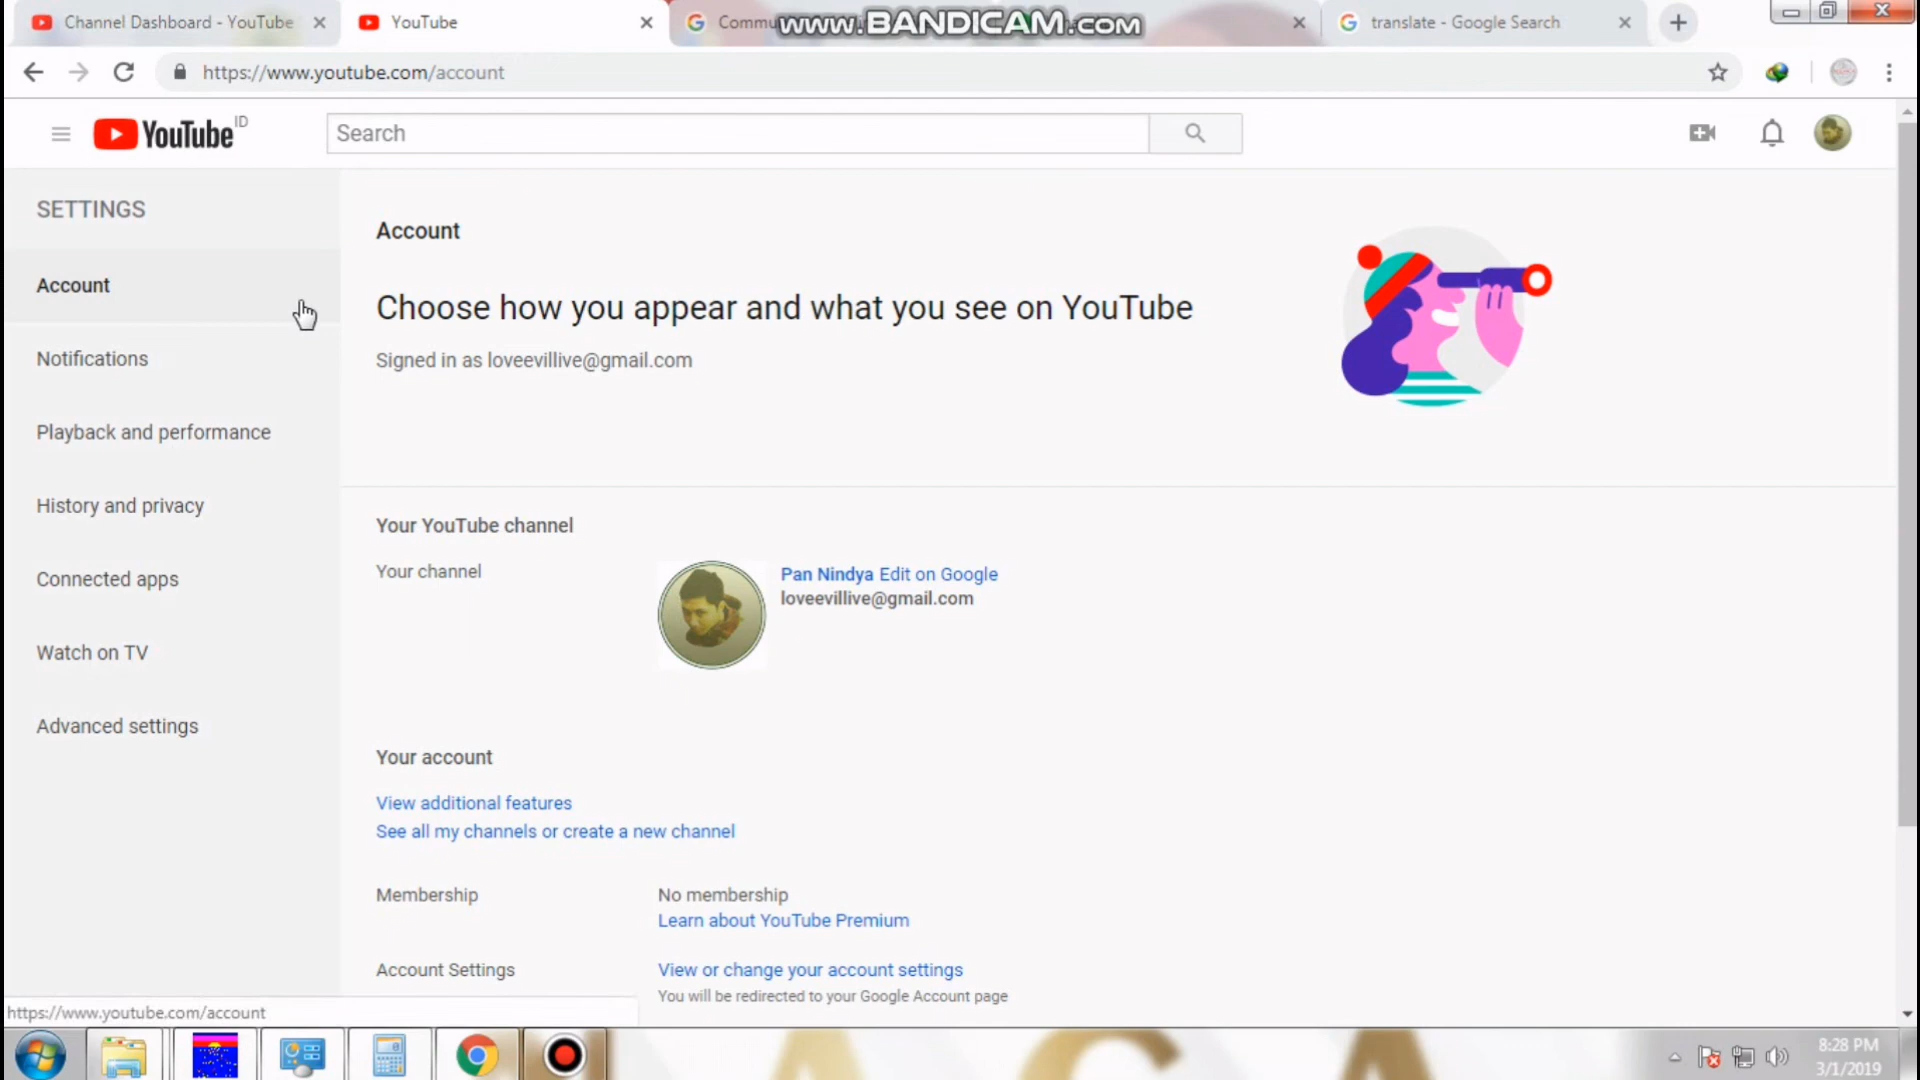 Channel Dashboard - YouTube
YouTube
Commu
www.BANDICAM.com
translate - Google Search
https://www.youtube.com/account
YouTube ID
Search
SETTINGS
Account
Notifications
Playback and performance
History and privacy
Connected apps
Watch on TV
Advanced settings
Account
Choose how you appear and what you see on YouTube
Signed in as loveevillive@gmail.com
Your YouTube channel
Your channel
Pan Nindya Edit on Google
loveevillive@gmail.com
Your account
View additional features
See all my channels or create a new channel
Membership
No membership
Learn about YouTube Premium
Account Settings
View or change your account settings
You will be redirected to your Google Account page
https://www.youtube.com/account
8:28 PM
3/1/2019